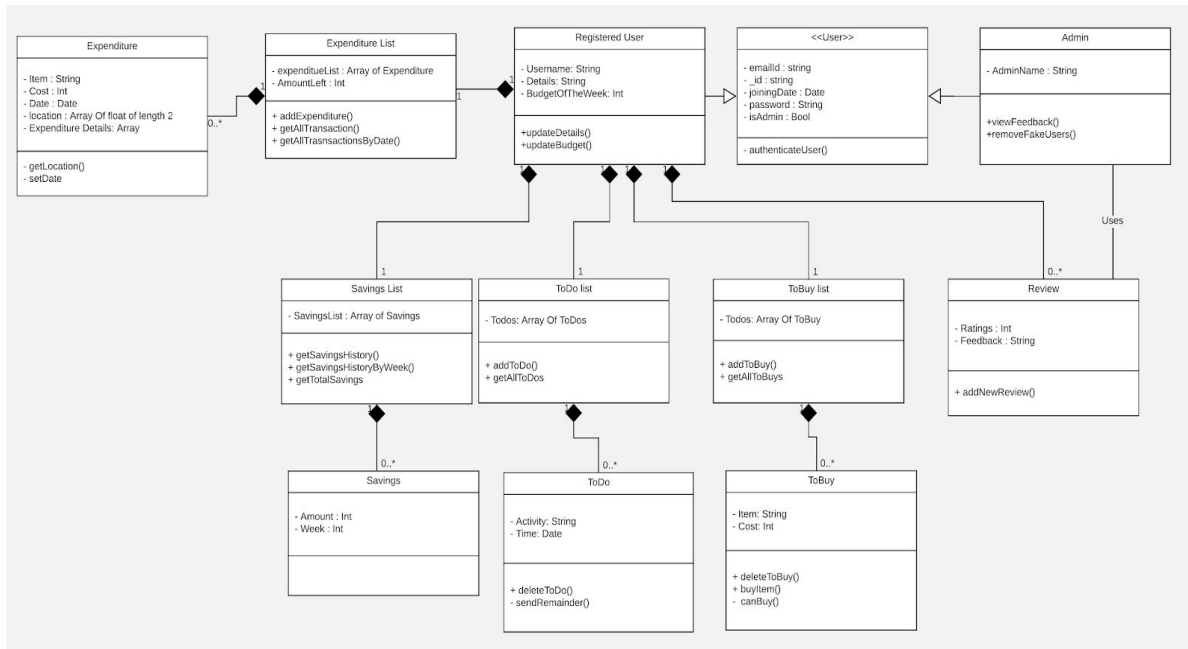 Expenditure
- Item : String
- Cost : Int
- Date : Date
- location : Array Of float of length 2
- Expenditure Details: Array
- getLocation()
- setDate
0..*
1
Expenditure List
- expenditueList : Array of Expenditure
- AmountLeft : Int
+ addExpenditure()
+ getAllTransaction()
+ getAllTrasnsactionsByDate()
1
1
Registered User
- Username: String
- Details: String
- BudgetOfTheWeek: Int
+updateDetails()
+updateBudget()
<<User>>
- emailId : string
- _id : string
- joiningDate : Date
- password : String
- isAdmin : Bool
- authenticateUser()
Admin
- AdminName : String
+viewFeedback()
+removeFakeUsers()
1
1
1
1
Uses
1
1
1
0..*
Savings List
- SavingsList : Array of Savings
+ getSavingsHistory()
+ getSavingsHistoryByWeek()
+ getTotalSavings
ToDo list
- Todos: Array Of ToDos
+ addToDo()
+ getAllToDos
ToBuy list
- Todos: Array Of ToBuy
+ addToBuy()
+ getAllToBuys
Review
- Ratings : Int
- Feedback : String
+ addNewReview()
1
1
1
0..*
0..*
0..*
Savings
- Amount : Int
- Week : Int
ToDo
- Activity: String
- Time: Date
+ deleteToDo()
- sendRemainder()
ToBuy
- Item: String
- Cost: Int
+ deleteToBuy()
+ buyItem()
- canBuy()